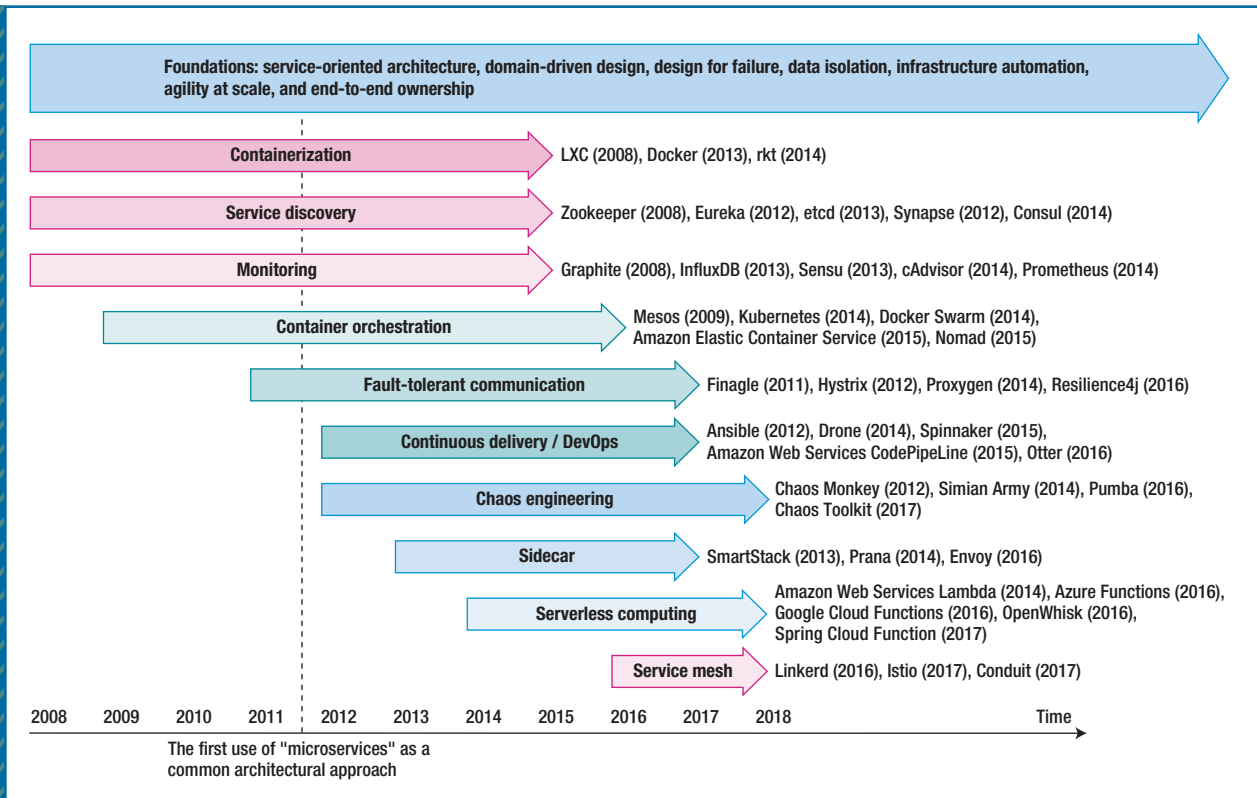 Foundations: service-oriented architecture, domain-driven design, design for failure, data isolation, infrastructure automation,
agility at scale, and end-to-end ownership
Containerization
LXC (2008), Docker (2013), rkt (2014)
Service discovery
Zookeeper (2008), Eureka (2012), etcd (2013), Synapse (2012), Consul (2014)
Monitoring
Graphite (2008), InfluxDB (2013), Sensu (2013), cAdvisor (2014), Prometheus (2014)
Container orchestration
Mesos (2009), Kubernetes (2014), Docker Swarm (2014),
Amazon Elastic Container Service (2015), Nomad (2015)
Fault-tolerant communication
Finagle (2011), Hystrix (2012), Proxygen (2014), Resilience4j (2016)
Continuous delivery / DevOps
Ansible (2012), Drone (2014), Spinnaker (2015),
Amazon Web Services CodePipeLine (2015), Otter (2016)
Chaos engineering
Chaos Monkey (2012), Simian Army (2014), Pumba (2016),
Chaos Toolkit (2017)
Sidecar
SmartStack (2013), Prana (2014), Envoy (2016)
Serverless computing
Amazon Web Services Lambda (2014), Azure Functions (2016),
Google Cloud Functions (2016), OpenWhisk (2016),
Spring Cloud Function (2017)
Service mesh
Linkerd (2016), Istio (2017), Conduit (2017)
2008 2009 2010 2011 2012 2013 2014 2015 2016 2017 2018 Time
The first use of "microservices" as a
common architectural approach